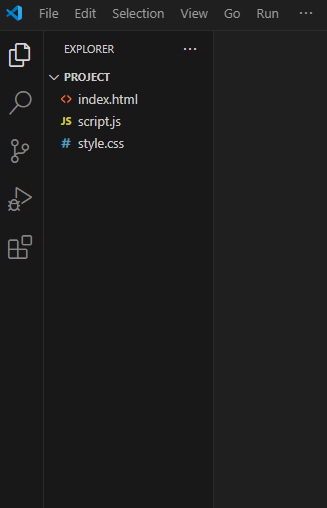 File Edit Selection View Go Run
EXPLORER ...
PROJECT
<> index.html
JS script.js
# style.css